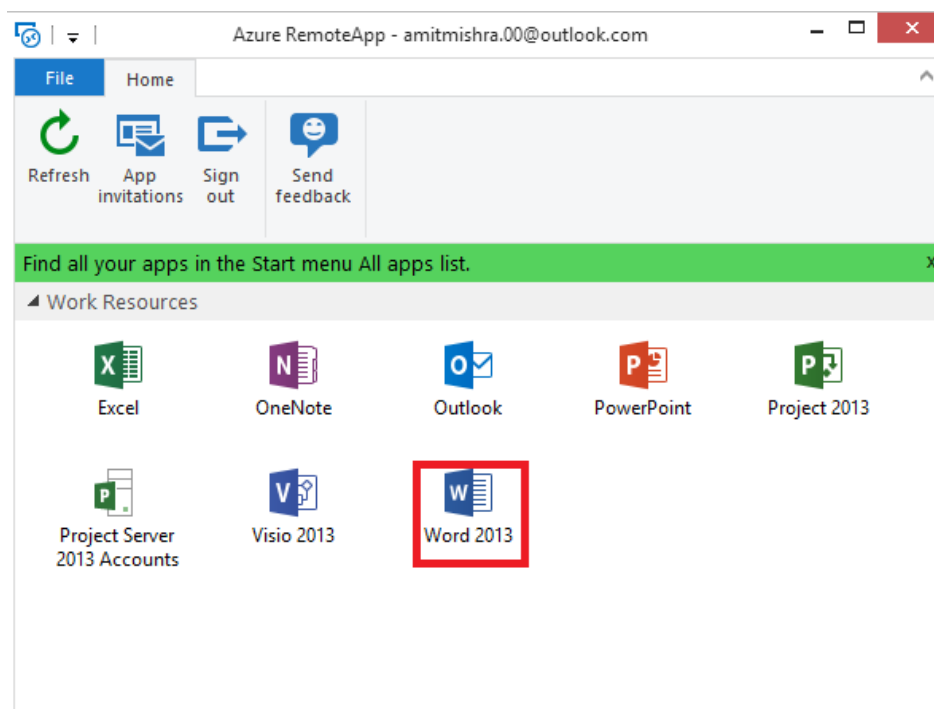 Azure RemoteApp - amitmishra.00@outlook.com
File Home
Refresh App invitations Sign out Send feedback
Find all your apps in the Start menu All apps list. x
Work Resources
Excel OneNote Outlook PowerPoint Project 2013
Project Server 2013 Accounts Visio 2013 Word 2013